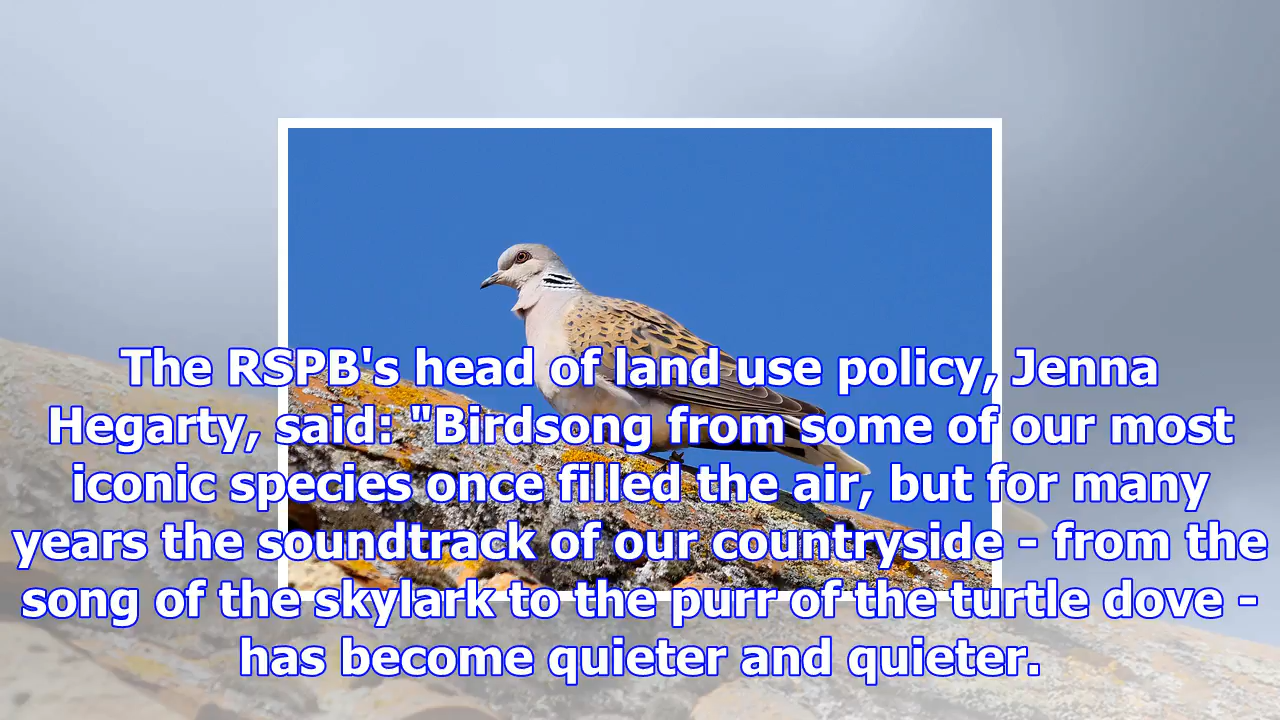 The RSPB's head of land use policy, Jenna
Hegarty, said: "Birdsong from some of our most
iconic species once filled the air, but for many
years the soundtrack of our countryside - from the
song of the skylark to the purr of the turtle dove -
has become quieter and quieter.